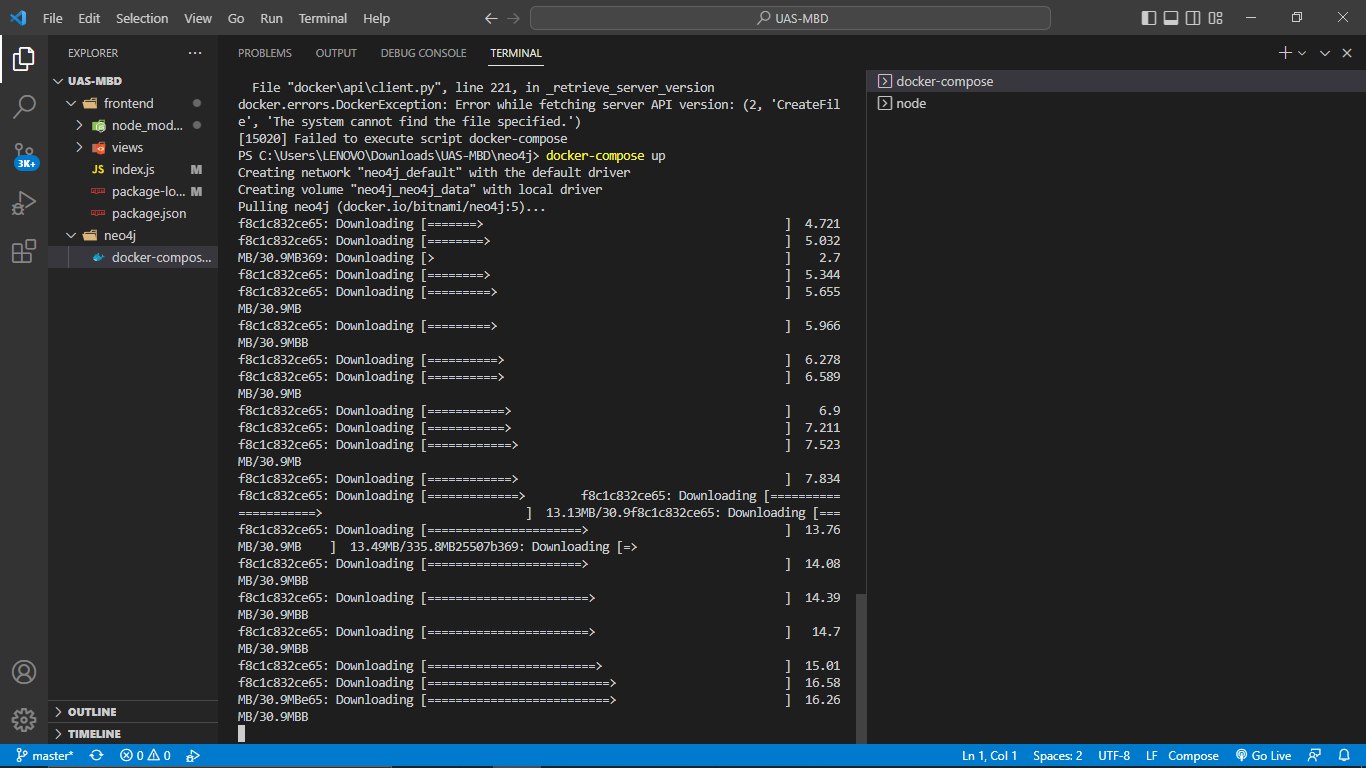 File Edit Selection View Go Run Terminal Help
UAS-MBD
EXPLORER
UAS-MBD
frontend
node_mod...
views
JS index.js M
package-lo... M
package.json
neo4j
docker-compos...
3K+
OUTLINE
TIMELINE
PROBLEMS OUTPUT DEBUG CONSOLE TERMINAL
File "docker\api\client.py", line 221, in _retrieve_server_version
docker.errors.DockerException: Error while fetching server API version: (2, 'CreateFil
e', 'The system cannot find the file specified.')
[15020] Failed to execute script docker-compose
PS C:\Users\LENOVO\Downloads\UAS-MBD\neo4j> docker-compose up
Creating network "neo4j_default" with the default driver
Creating volume "neo4j_neo4j_data" with local driver
Pulling neo4j (docker.io/bitnami/neo4j:5)...
f8c1c832ce65: Downloading [=======> ] 4.721
f8c1c832ce65: Downloading [========> ] 5.032
MB/30.9MB369: Downloading [> ] 2.7
f8c1c832ce65: Downloading [========> ] 5.344
f8c1c832ce65: Downloading [=========> ] 5.655
MB/30.9MB
f8c1c832ce65: Downloading [=========> ] 5.966
MB/30.9MBB
f8c1c832ce65: Downloading [==========> ] 6.278
f8c1c832ce65: Downloading [==========> ] 6.589
MB/30.9MB
f8c1c832ce65: Downloading [===========> ] 6.9
f8c1c832ce65: Downloading [===========> ] 7.211
f8c1c832ce65: Downloading [============> ] 7.523
MB/30.9MB
f8c1c832ce65: Downloading [============> ] 7.834
f8c1c832ce65: Downloading [=============> f8c1c832ce65: Downloading [==========
===========> ] 13.13MB/30.9f8c1c832ce65: Downloading [===
f8c1c832ce65: Downloading [======================> ] 13.76
MB/30.9MB ] 13.49MB/335.8MB25507b369: Downloading [=>
f8c1c832ce65: Downloading [======================> ] 14.08
MB/30.9MBB
f8c1c832ce65: Downloading [=======================> ] 14.39
MB/30.9MBB
f8c1c832ce65: Downloading [=======================> ] 14.7
MB/30.9MBB
f8c1c832ce65: Downloading [========================> ] 15.01
f8c1c832ce65: Downloading [==========================> ] 16.58
MB/30.9MBe65: Downloading [==========================> ] 16.26
MB/30.9MBB
docker-compose
node
master* 0 0 Ln 1, Col 1 Spaces: 2 UTF-8 LF Compose Go Live